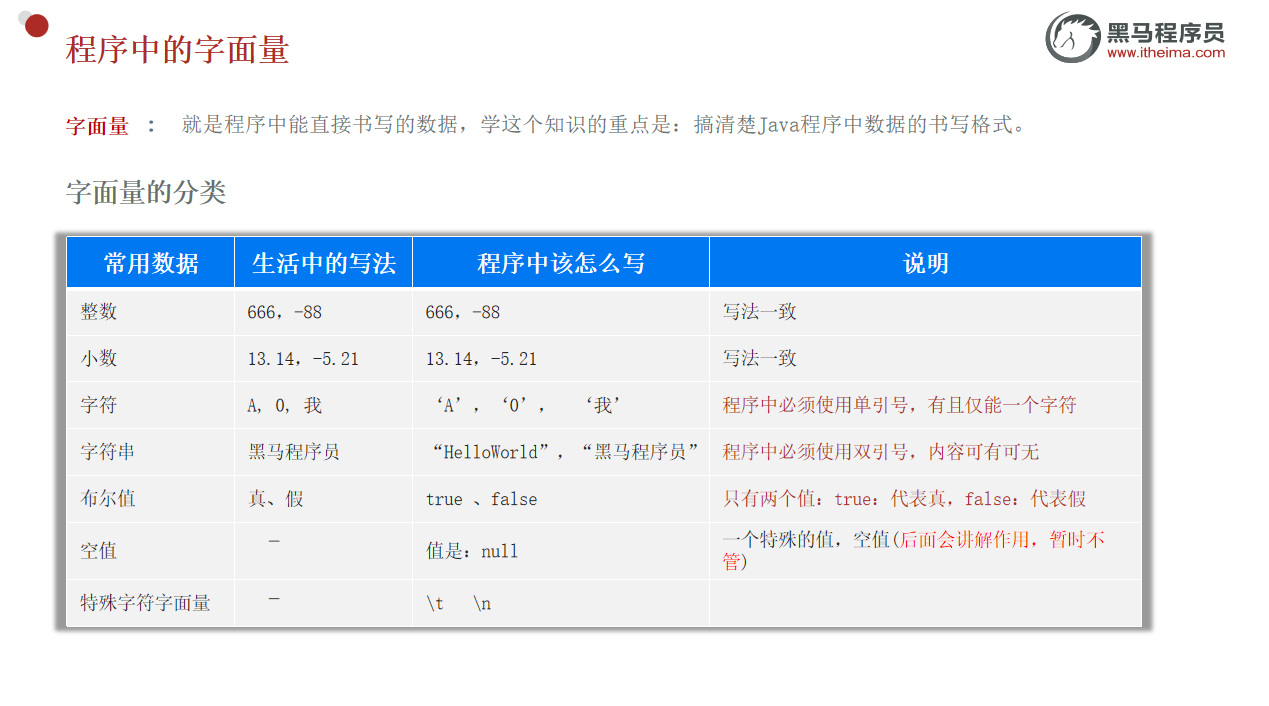 程序中的字面量
黑马程序员
www.itheima.com
字面量 ： 就是程序中能直接书写的数据，学这个知识的重点是：搞清楚Java程序中数据的书写格式。
字面量的分类
常用数据 生活中的写法 程序中该怎么写 说明
整数 666，-88 666，-88 写法一致
小数 13.14，-5.21 13.14，-5.21 写法一致
字符 A, 0, 我 ‘A’，‘0’， ‘我’ 程序中必须使用单引号，有且仅能一个字符
字符串 黑马程序员 “HelloWorld”，“黑马程序员” 程序中必须使用双引号，内容可有可无
布尔值 真、假 true 、false 只有两个值：true：代表真，false：代表假
空值 — 值是：null 一个特殊的值，空值(后面会讲解作用，暂时不
管)
特殊字符字面量 — \t \n